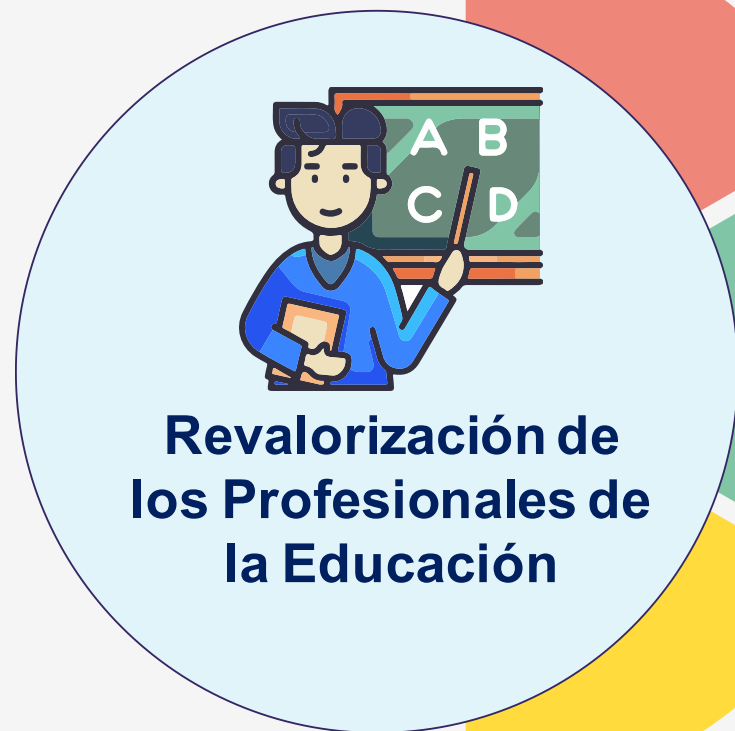 A B
C D
Revalorización de
los Profesionales de
la Educación